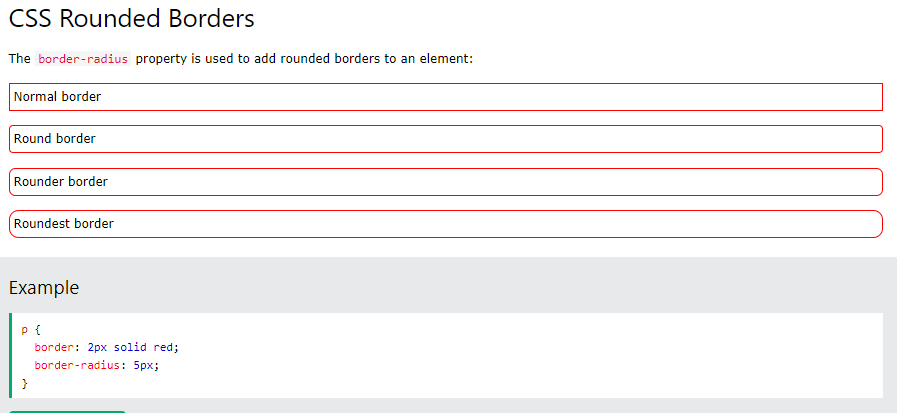 CSS Rounded Borders
The border-radius property is used to add rounded borders to an element:
Normal border
Round border
Rounder border
Roundest border
Example
p {
  border: 2px solid red;
  border-radius: 5px;
}